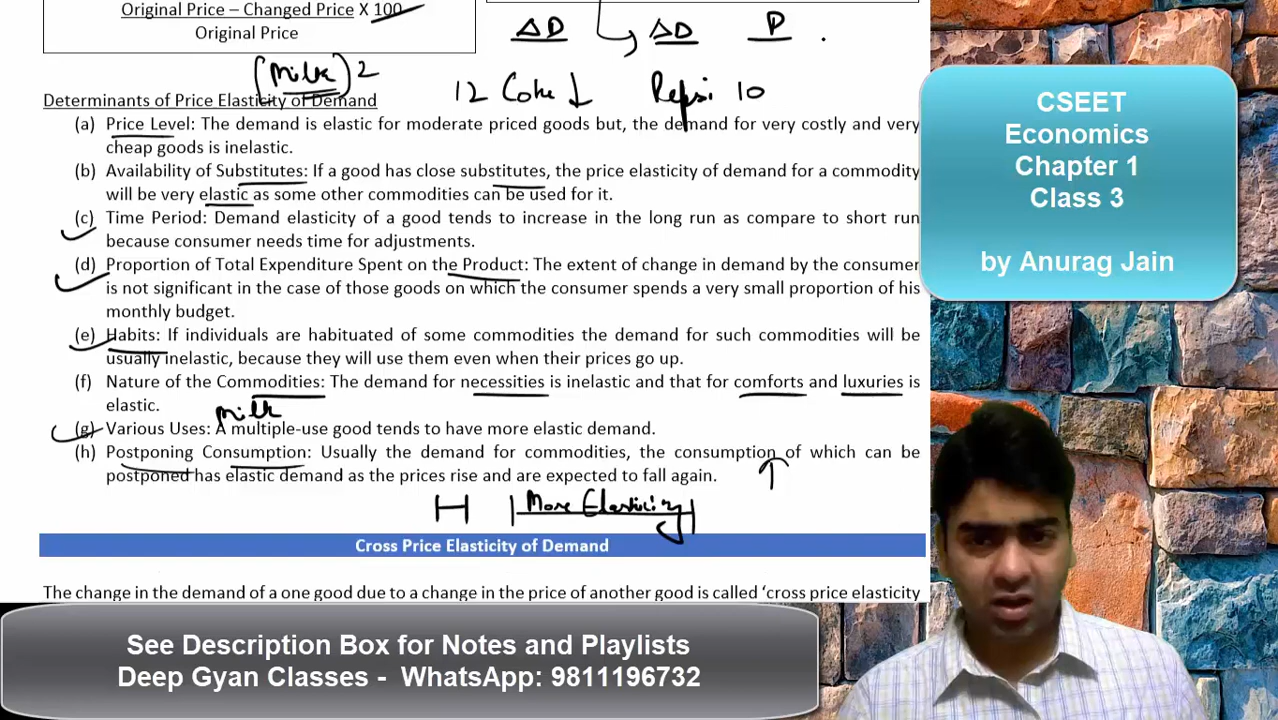 Original Price – Changed Price X 100
Original Price
ΔD ΔD P .
(Milk) 2
12 Coke ↓ Pepsi 10
Determinants of Price Elasticity of Demand
(a) Price Level: The demand is elastic for moderate priced goods but, the demand for very costly and very
cheap goods is inelastic.
(b) Availability of Substitutes: If a good has close substitutes, the price elasticity of demand for a commodity
will be very elastic as some other commodities can be used for it.
(c) Time Period: Demand elasticity of a good tends to increase in the long run as compare to short run
because consumer needs time for adjustments.
(d) Proportion of Total Expenditure Spent on the Product: The extent of change in demand by the consumer
is not significant in the case of those goods on which the consumer spends a very small proportion of his
monthly budget.
(e) Habits: If individuals are habituated of some commodities the demand for such commodities will be
usually inelastic, because they will use them even when their prices go up.
(f) Nature of the Commodities: The demand for necessities is inelastic and that for comforts and luxuries is
elastic.
Milk
(g) Various Uses: A multiple-use good tends to have more elastic demand.
(h) Postponing Consumption: Usually the demand for commodities, the consumption of which can be
postponed has elastic demand as the prices rise and are expected to fall again.
H More Elasticity
Cross Price Elasticity of Demand
The change in the demand of a one good due to a change in the price of another good is called ‘cross price elasticity
CSEET
Economics
Chapter 1
Class 3
by Anurag Jain
See Description Box for Notes and Playlists
Deep Gyan Classes - WhatsApp: 9811196732